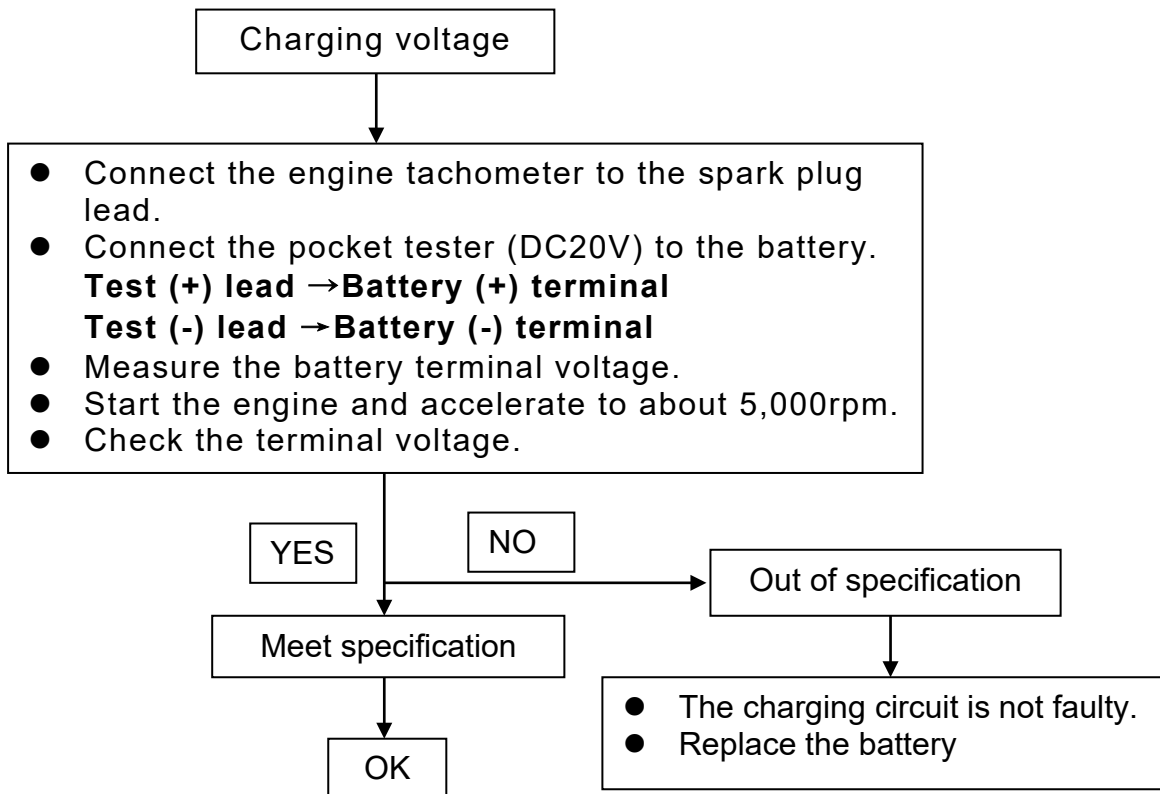 Charging voltage
● Connect the engine tachometer to the spark plug
lead.
● Connect the pocket tester (DC20V) to the battery.
Test (+) lead →Battery (+) terminal
Test (-) lead →Battery (-) terminal
● Measure the battery terminal voltage.
● Start the engine and accelerate to about 5,000rpm.
● Check the terminal voltage.
YES
NO
Out of specification
Meet specification
● The charging circuit is not faulty.
● Replace the battery
OK